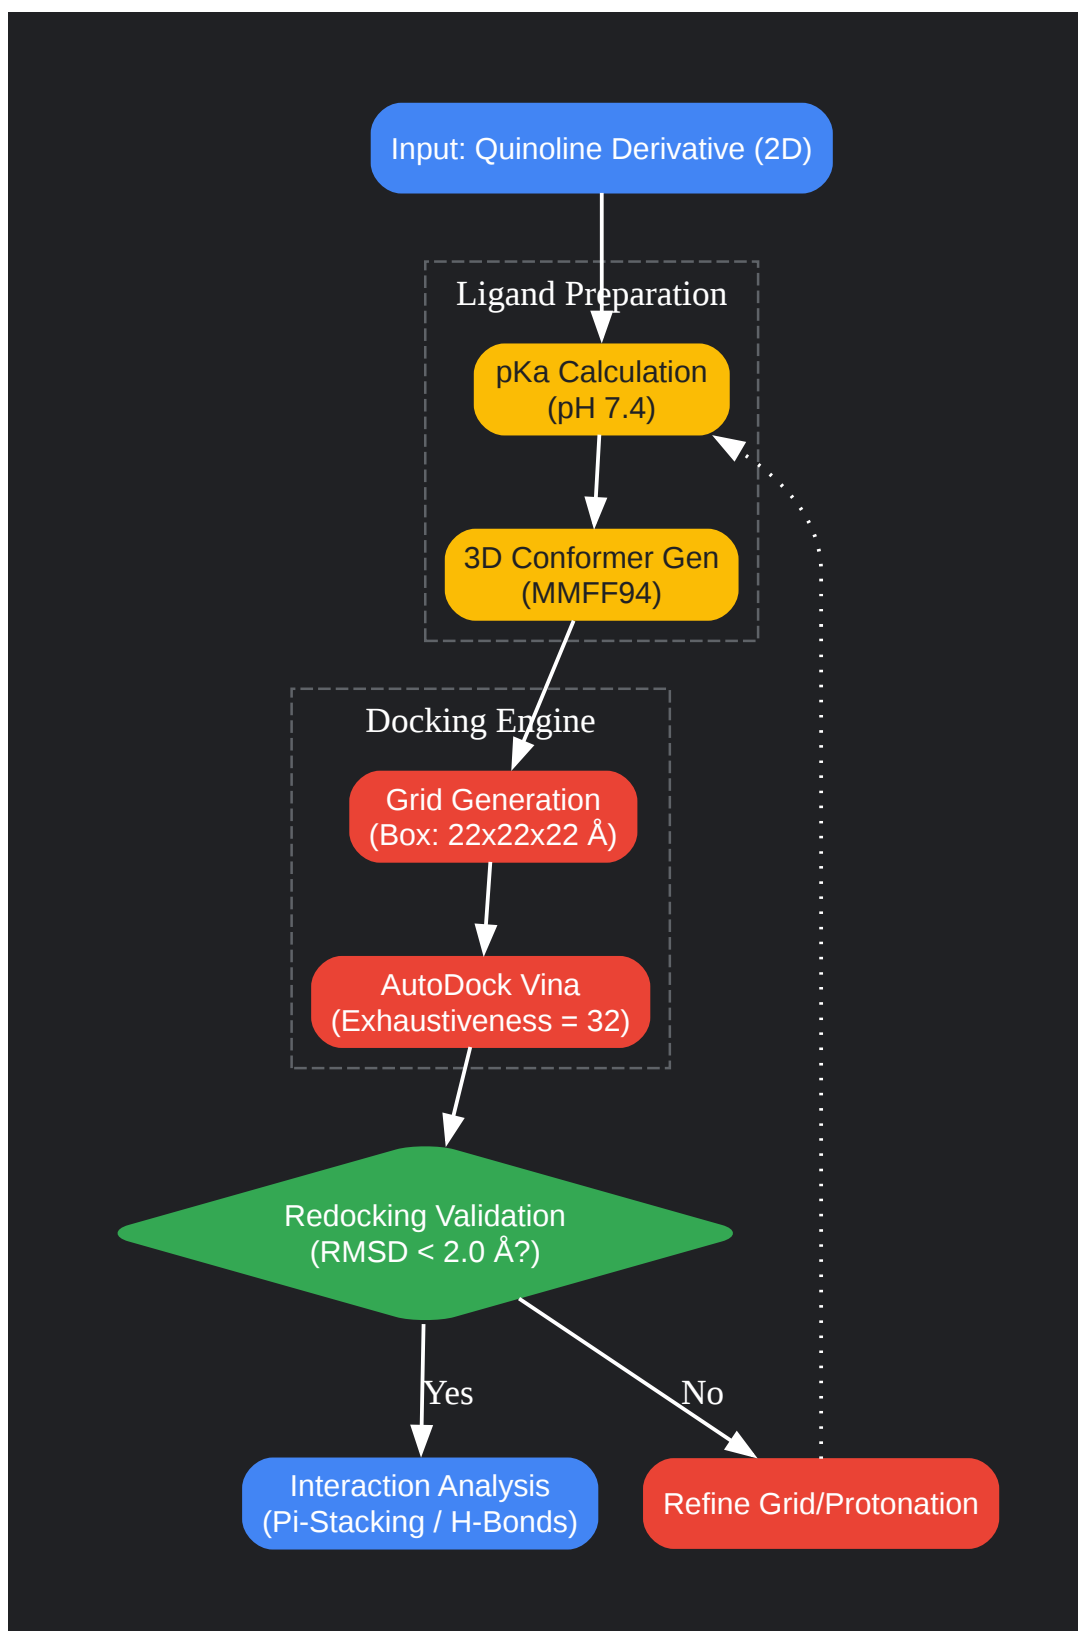 Input: Quinoline Derivative (2D)
Ligand Preparation
pKa Calculation
(pH 7.4)
3D Conformer Gen
(MMFF94)
Docking Engine
Grid Generation
(Box: 22x22x22 Å)
AutoDock Vina
(Exhaustiveness = 32)
Redocking Validation
(RMSD < 2.0 Å?)
Yes
No
Interaction Analysis
(Pi-Stacking / H-Bonds)
Refine Grid/Protonation